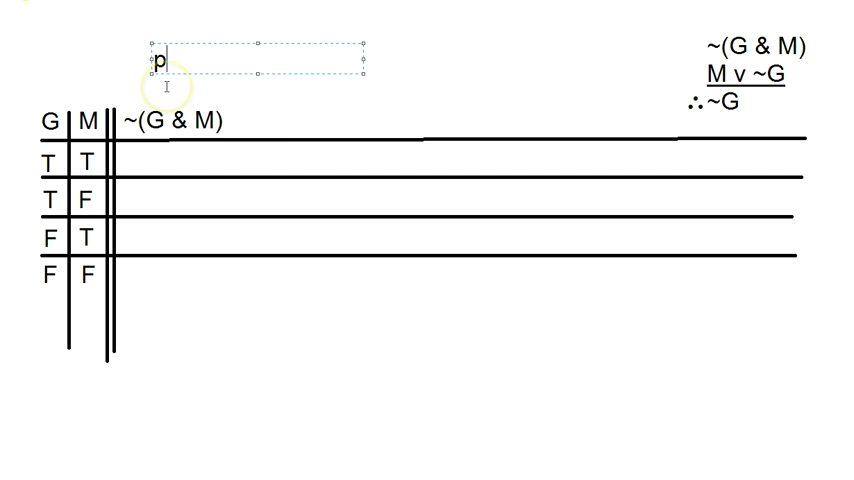 p
~(G & M)
M v ~G
∴ ~G
G M ~(G & M)
T T
T F
F T
F F